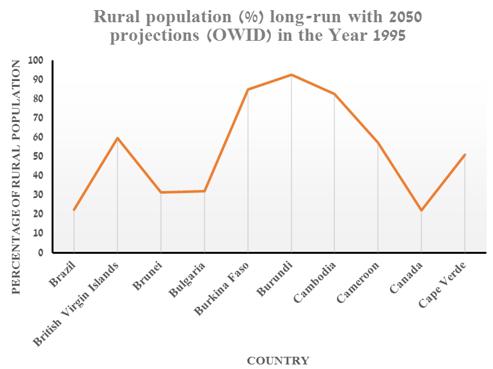 Rural population (%) long-run with 2050
projections (OWID) in the Year 1995
PERCENTAGE OF RURAL POPULATION
100
90
80
70
60
50
40
30
20
10
0
Brazil
British Virgin Islands
Brunei
Bulgaria
Burkina Faso
Burundi
Cambodia
Cameroon
Canada
Cape Verde
COUNTRY